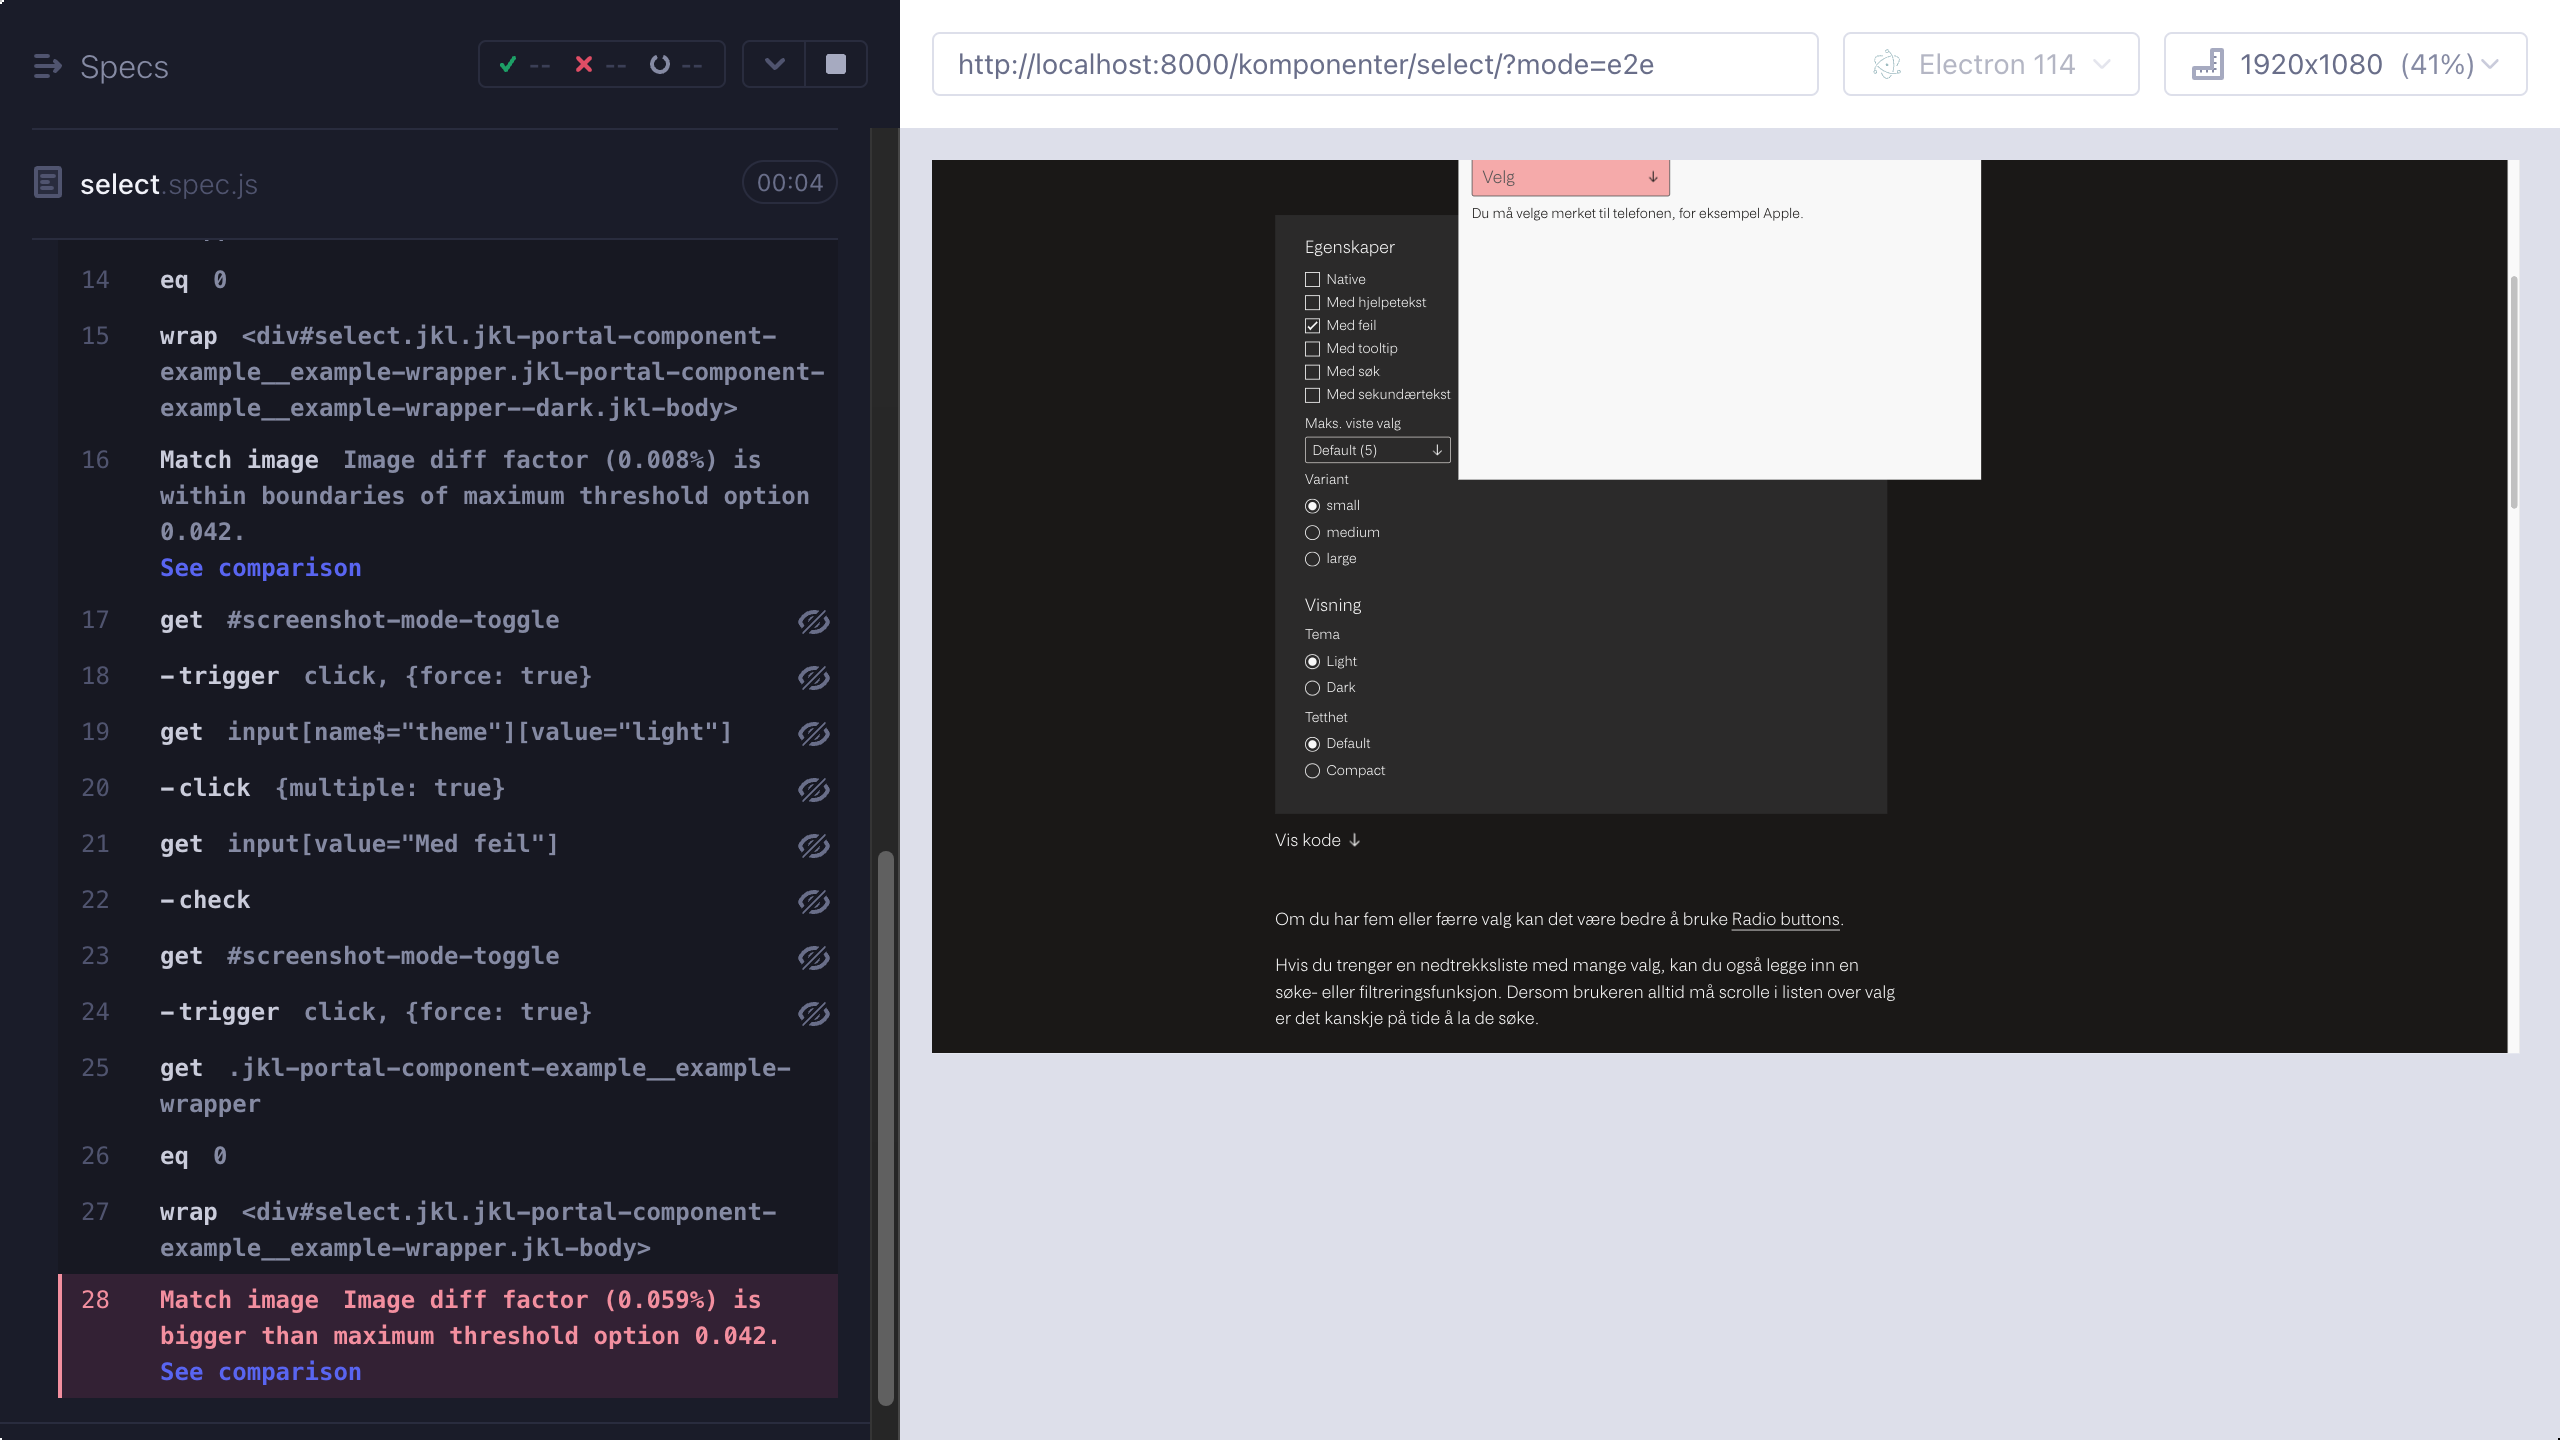 Specs
-- -- --
http://localhost:8000/komponenter/select/?mode=e2e
Electron 114
1920x1080 (41%)
select.spec.js
00:04
14 eq 0
15 wrap <div#select.jkl.jkl-portal-component-
example__example-wrapper.jkl-portal-component-
example__example-wrapper--dark.jkl-body>
16 Match image Image diff factor (0.008%) is
within boundaries of maximum threshold option
0.042.
See comparison
17 get #screenshot-mode-toggle
18 -trigger click, {force: true}
19 get input[name$="theme"][value="light"]
20 -click {multiple: true}
21 get input[value="Med feil"]
22 -check
23 get #screenshot-mode-toggle
24 -trigger click, {force: true}
25 get .jkl-portal-component-example__example-
wrapper
26 eq 0
27 wrap <div#select.jkl.jkl-portal-component-
example__example-wrapper.jkl-body>
28 Match image Image diff factor (0.059%) is
bigger than maximum threshold option 0.042.
See comparison
Velg
Du må velge merket til telefonen, for eksempel Apple.
Egenskaper
Native
Med hjelpetekst
Med feil
Med tooltip
Med søk
Med sekundærtekst
Maks. viste valg
Default (5)
Variant
small
medium
large
Visning
Tema
Light
Dark
Tetthet
Default
Compact
Vis kode
Om du har fem eller færre valg kan det være bedre å bruke Radio buttons.
Hvis du trenger en nedtrekksliste med mange valg, kan du også legge inn en
søke- eller filtreringsfunksjon. Dersom brukeren alltid må scrolle i listen over valg
er det kanskje på tide å la de søke.